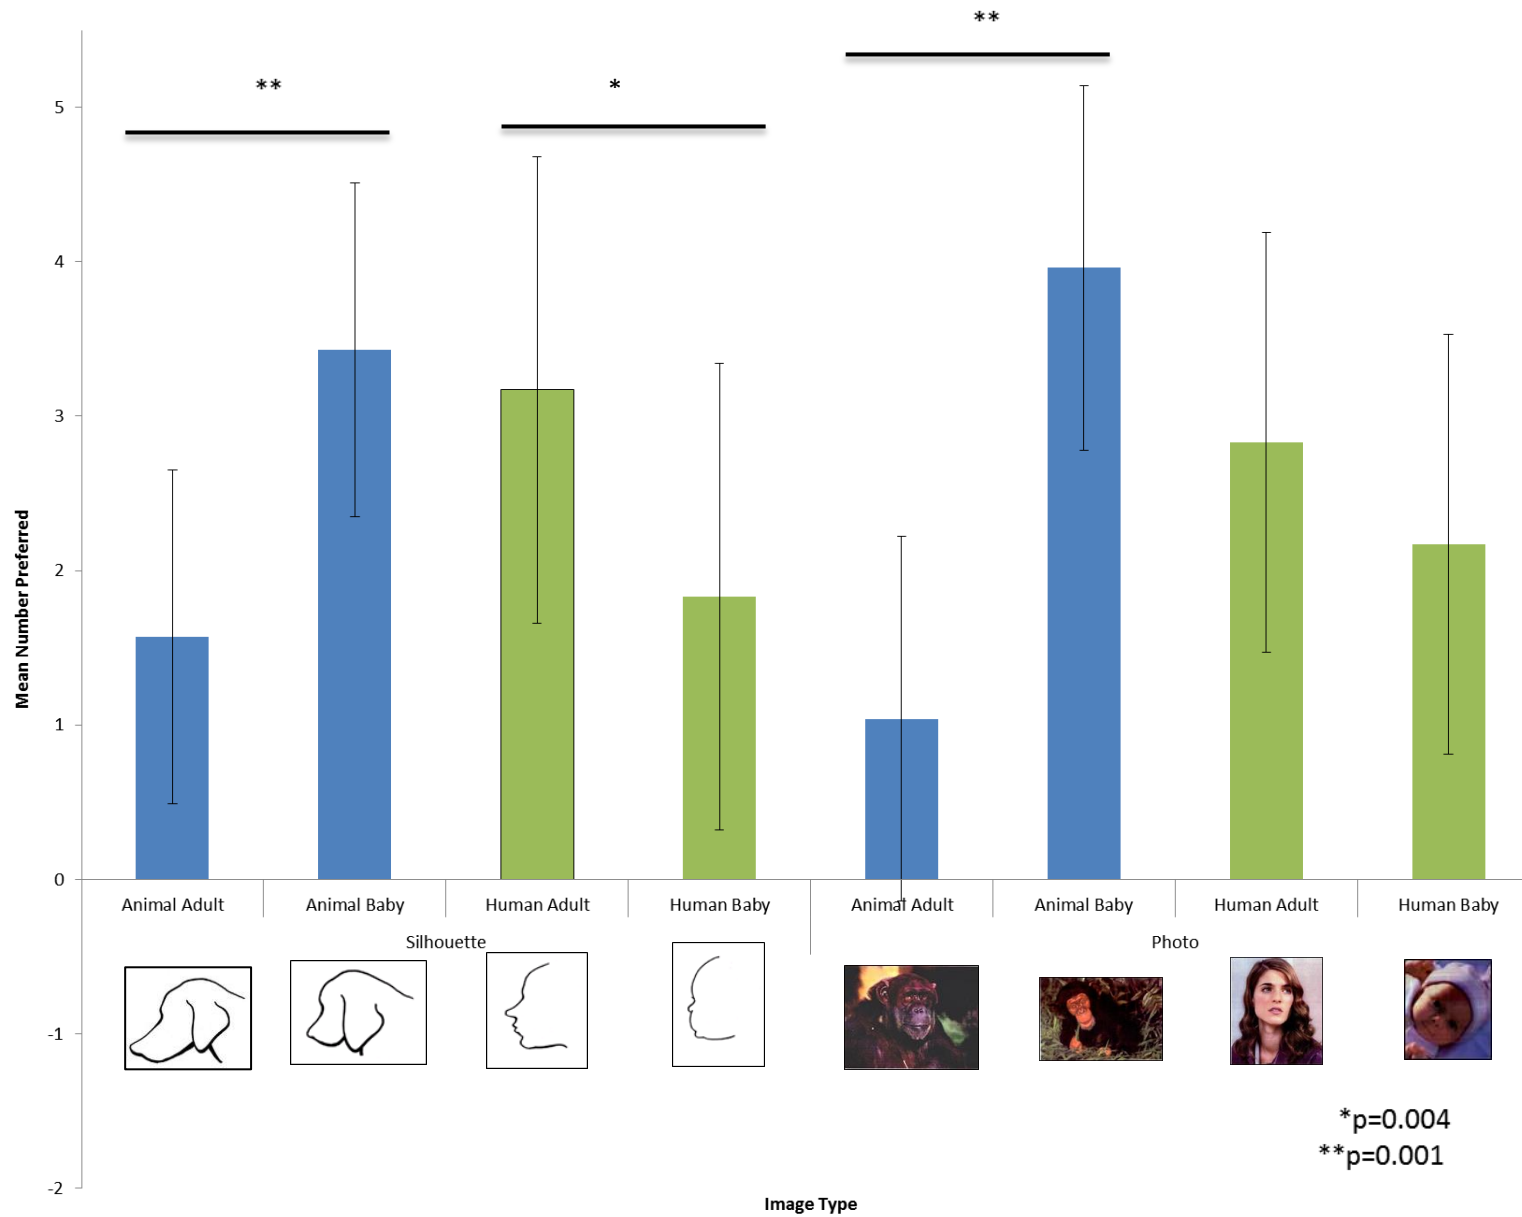 **
**
*
5
4
3
2
1
0
-1
-2
Mean Number Preferred
Animal Adult Animal Baby Human Adult Human Baby Animal Adult Animal Baby Human Adult Human Baby
Silhouette Photo
*p=0.004
**p=0.001
Image Type